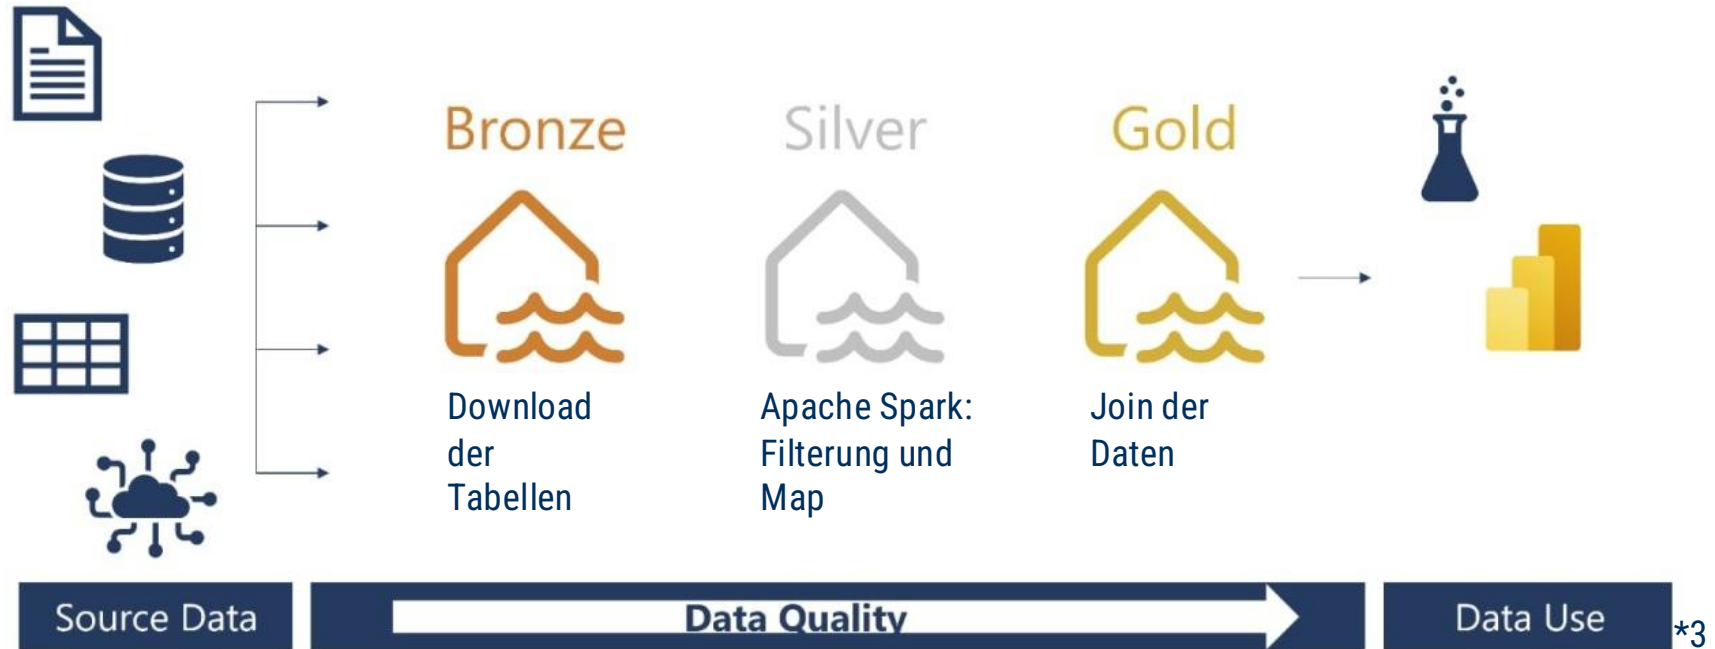 Bronze
Silver
Gold
Download
der
Tabellen
Apache Spark:
Filterung und
Map
Join der
Daten
Source Data
Data Quality
Data Use
*3